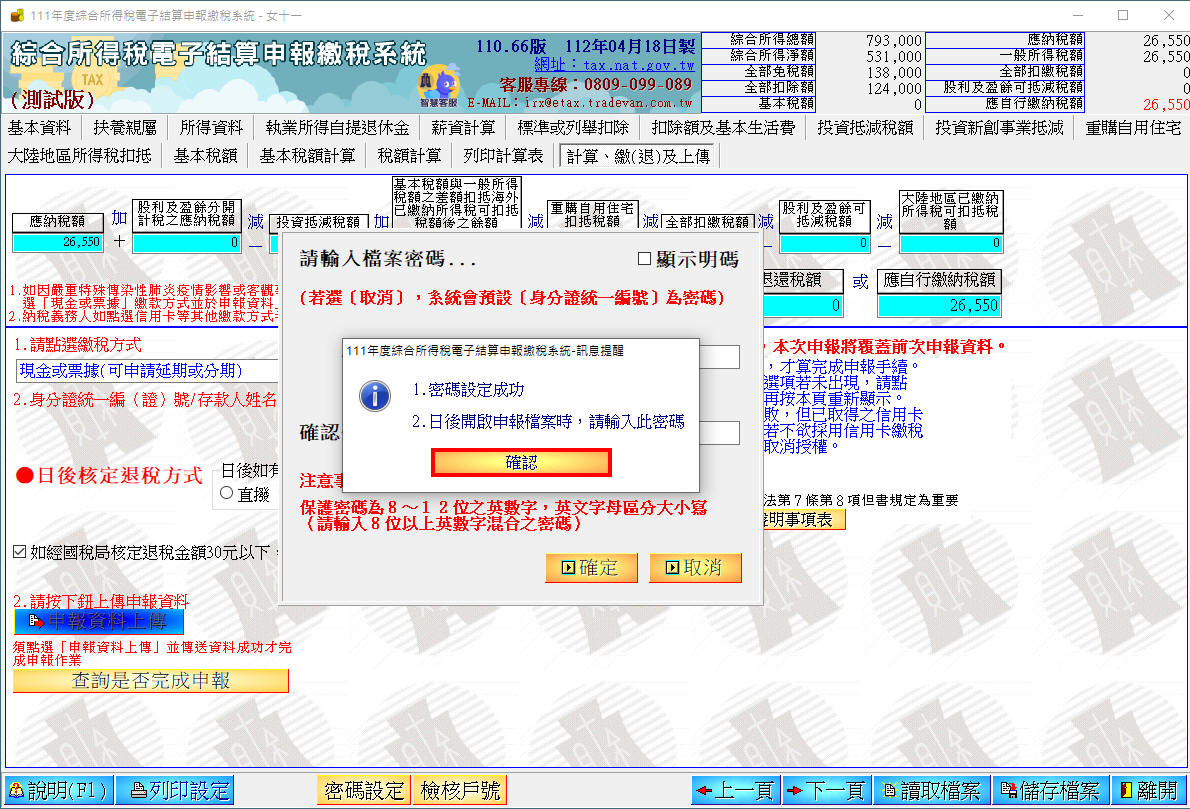 111年度綜合所得稅電子結算申報繳稅系統 - 女十一
綜合所得稅電子結算申報繳稅系統
(測試版)
TAX
110.66版 112年04月18日製
網址：tax.nat.gov.tw
客服專線：0809-099-089
E-MAIL：irx@etax.tradevan.com.tw
智慧客服
綜合所得總額 793,000 應納稅額 26,550
綜合所得淨額 531,000 一般所得稅額 26,550
全部免稅額 138,000 全部扣繳稅額 0
全部扣除額 124,000 股利及盈餘可抵減稅額 0
基本稅額 0 應自行繳納稅額 26,550
基本資料 扶養親屬 所得資料 執業所得自提退休金 薪資計算 標準或列舉扣除 扣除額及基本生活費 投資抵減稅額 投資新創事業抵減 重購自用住宅
大陸地區所得稅扣抵 基本稅額 基本稅額計算 稅額計算 列印計算表 計算、繳(退)及上傳
應納稅額
26,550
加
＋
股利及盈餘分開
計稅之應納稅額
0
減
－
投資抵減稅額
加
基本稅額與一般所得
稅額之差額扣抵海外
已繳納所得稅可扣抵
稅額後之餘額
減
重購自用住宅
扣抵稅額
減
全部扣繳稅額
減
股利及盈餘可
抵減稅額
0
減
－
大陸地區已繳納
所得稅可扣抵稅
額
0
退還稅額
0
或
應自行繳納稅額
26,550
1.如因嚴重特殊傳染性肺炎疫情影響或客觀
選「現金或票據」繳款方式並於申報資料
2.納稅義務人如點選信用卡等其他繳款方式
1.請點選繳稅方式
現金或票據(可申請延期或分期)
2.身分證統一編（證）號/存款人姓名
●日後核定退稅方式
日後如有
直撥
如經國稅局核定退稅金額30元以下，
2.請按下鈕上傳申報資料
申報資料上傳
須點選「申報資料上傳」並傳送資料成功才完
成申報作業
查詢是否完成申報
，本次申報將覆蓋前次申報資料。
，才算完成申報手續。
選項若未出現，請點
再按本頁重新顯示。
敗，但已取得之信用卡
若不欲採用信用卡繳稅
取消授權。
法第7條第8項但書規定為重要
明事項表
請輸入檔案密碼...
顯示明碼
(若選〔取消〕，系統會預設〔身分證統一編號〕為密碼)
確認
注意事
保護密碼為8～12位之英數字，英文字母區分大小寫
（請輸入8位以上英數字混合之密碼）
確定 取消
111年度綜合所得稅電子結算申報繳稅系統-訊息提醒
1.密碼設定成功
2.日後開啟申報檔案時，請輸入此密碼
確認
說明(F1) 列印設定 密碼設定 檢核戶號 上一頁 下一頁 讀取檔案 儲存檔案 離開